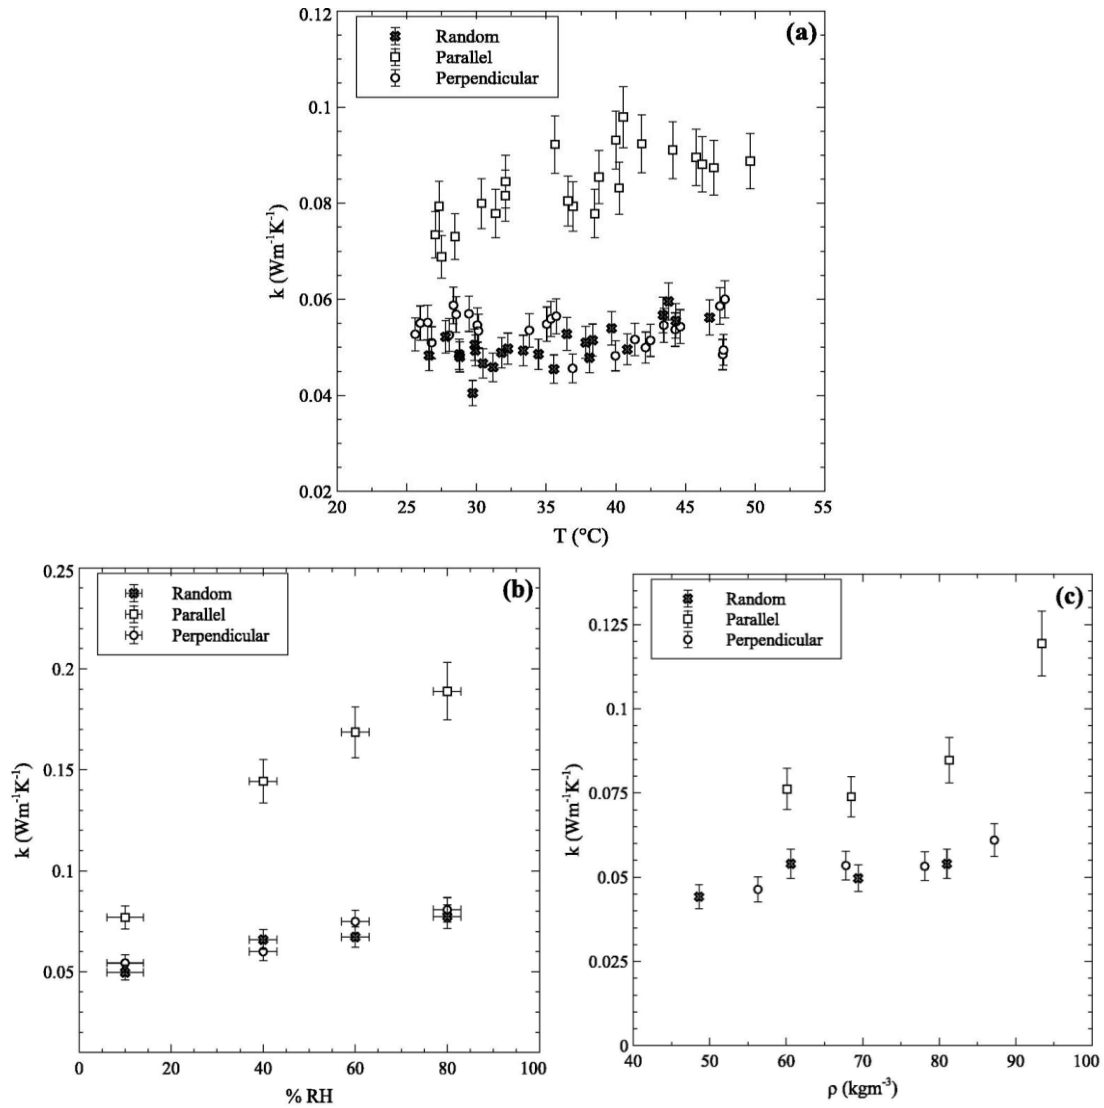 (a)
Random
Parallel
Perpendicular
0.12
0.1
0.08
0.06
0.04
0.02
k (Wm⁻¹K⁻¹)
20 25 30 35 40 45 50 55
T (°C)
(b)
Random
Parallel
Perpendicular
0.25
0.2
0.15
0.1
0.05
k (Wm⁻¹K⁻¹)
0 20 40 60 80 100
% RH
(c)
Random
Parallel
Perpendicular
0.125
0.1
0.075
0.05
0.025
0
k (Wm⁻¹K⁻¹)
40 50 60 70 80 90 100
ρ (kgm⁻³)